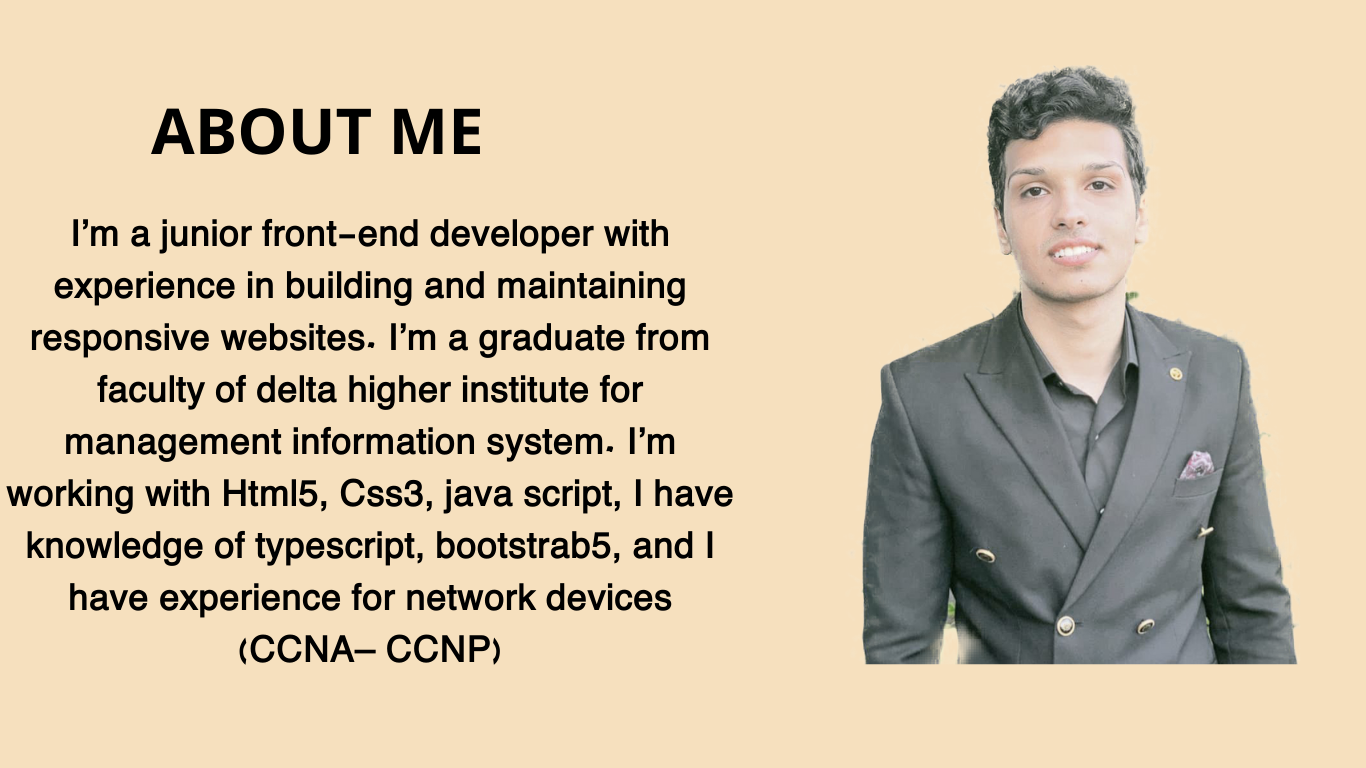 ABOUT ME
I'm a junior front-end developer with
experience in building and maintaining
responsive websites. I'm a graduate from
faculty of delta higher institute for
management information system. I'm
working with Html5, Css3, java script, I have
knowledge of typescript, bootstrab5, and I
have experience for network devices
(CCNA– CCNP)